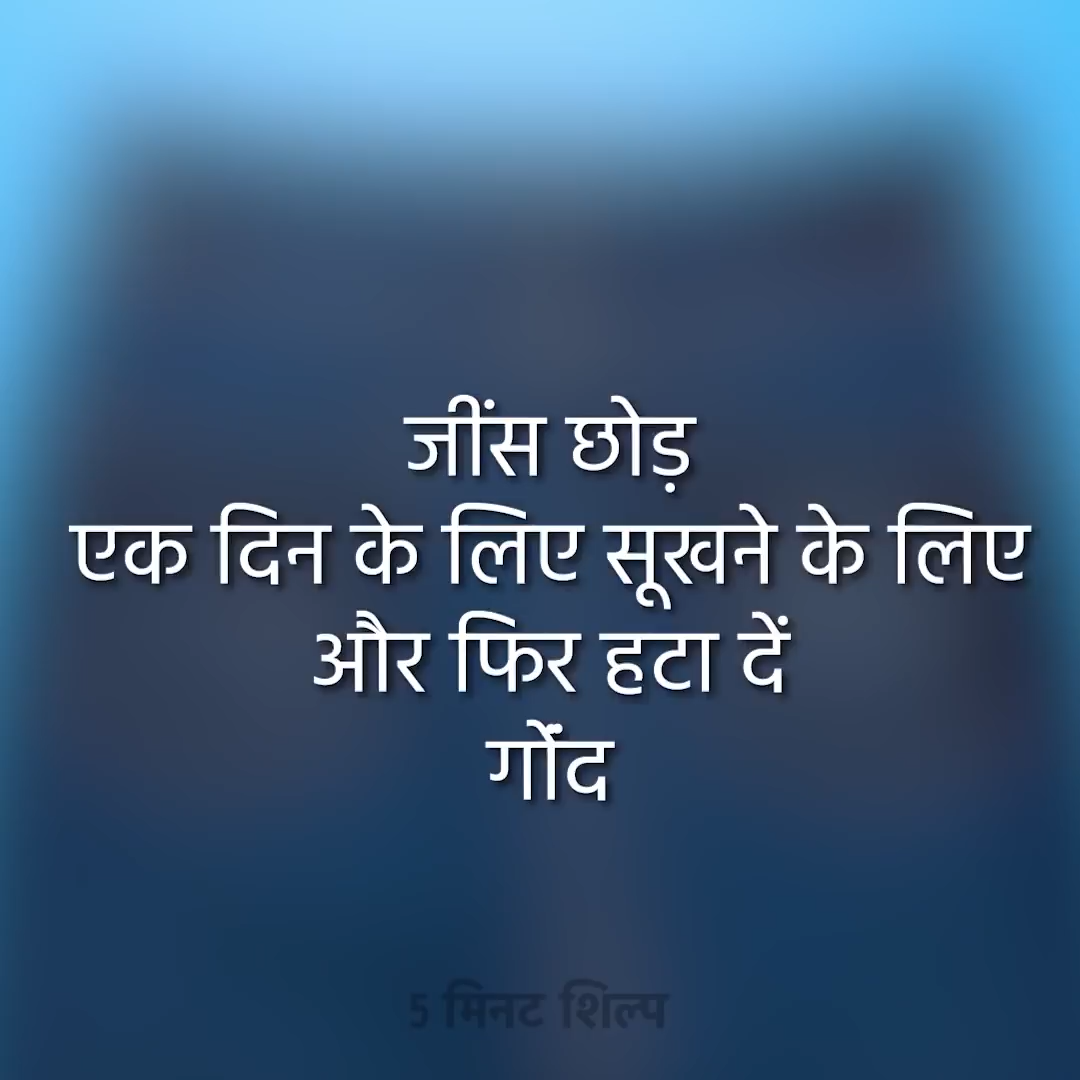 जींस छोड़
एक दिन के लिए सूखने के लिए
और फिर हटा दें
गोंद
5 मिनट शिल्प